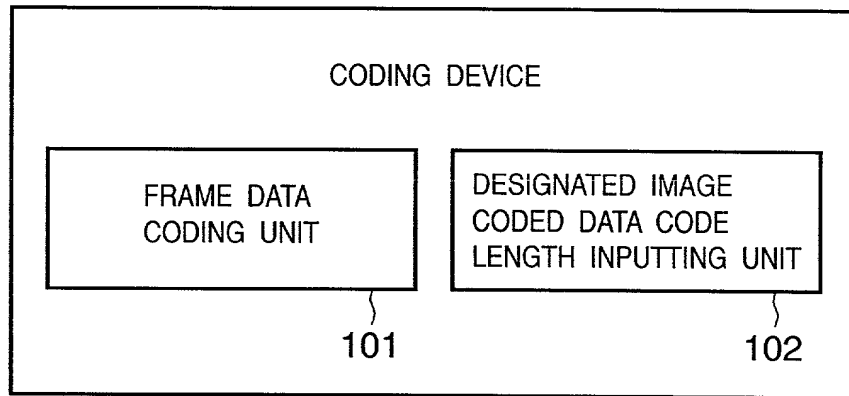 CODING DEVICE
FRAME DATA
CODING UNIT
101
DESIGNATED IMAGE
CODED DATA CODE
LENGTH INPUTTING UNIT
102